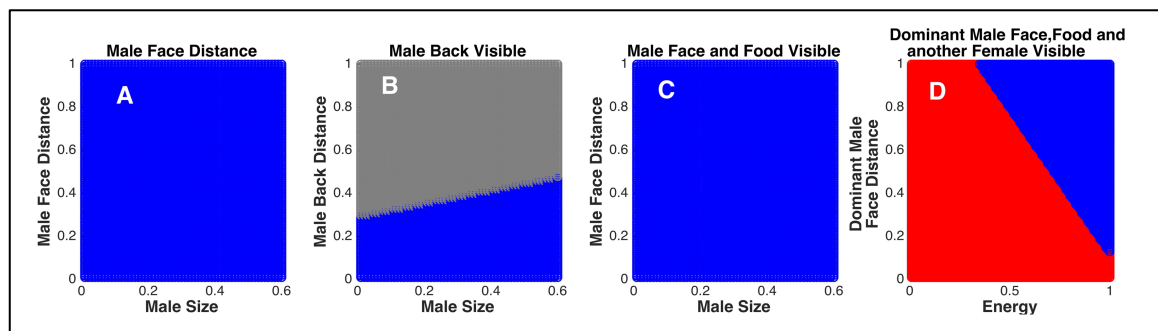 Male Face Distance
A
Male Face Distance
1
0.8
0.6
0.4
0.2
0
0 0.2 0.4 0.6
Male Size
Male Back Visible
B
Male Back Distance
1
0.8
0.6
0.4
0.2
0
0 0.2 0.4 0.6
Male Size
Male Face and Food Visible
C
Male Face Distance
1
0.8
0.6
0.4
0.2
0
0 0.2 0.4 0.6
Male Size
Dominant Male Face,Food and
another Female Visible
D
Dominant Male
Face Distance
1
0.8
0.6
0.4
0.2
0
0 0.5 1
Energy